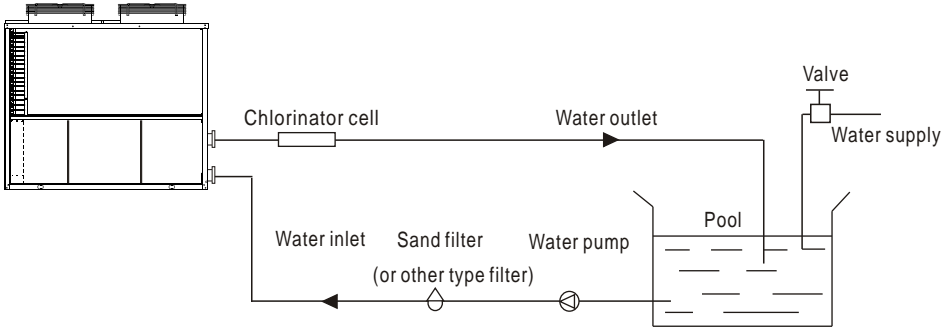 Valve
Chlorinator cell
Water outlet
Water supply
Pool
Water inlet
Sand filter
(or other type filter)
Water pump